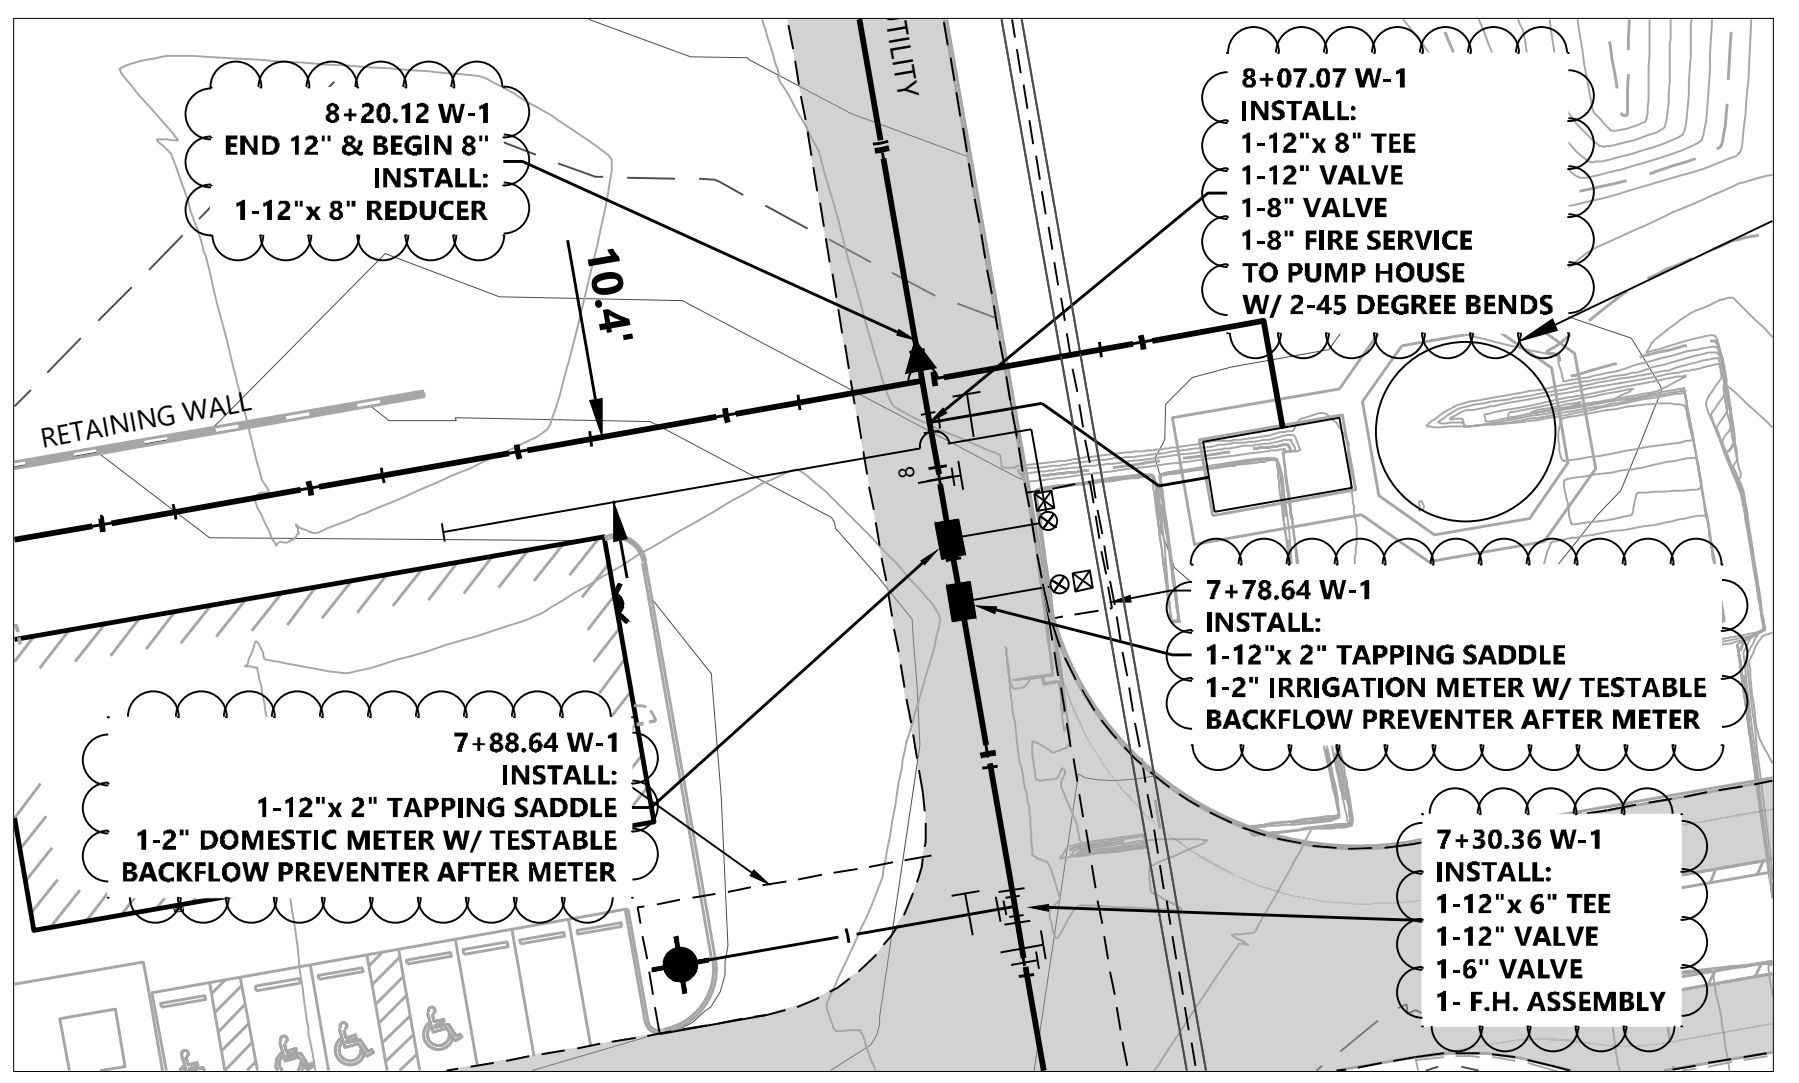 UTILITY
8+20.12 W-1
END 12" & BEGIN 8"
INSTALL:
1-12"x 8" REDUCER
8+07.07 W-1
INSTALL:
1-12"x 8" TEE
1-12" VALVE
1-8" VALVE
1-8" FIRE SERVICE
TO PUMP HOUSE
W/ 2-45 DEGREE BENDS
10.4'
RETAINING WALL
8
7+78.64 W-1
INSTALL:
1-12"x 2" TAPPING SADDLE
1-2" IRRIGATION METER W/ TESTABLE
BACKFLOW PREVENTER AFTER METER
7+88.64 W-1
INSTALL:
1-12"x 2" TAPPING SADDLE
1-2" DOMESTIC METER W/ TESTABLE
BACKFLOW PREVENTER AFTER METER
7+30.36 W-1
INSTALL:
1-12"x 6" TEE
1-12" VALVE
1-6" VALVE
1- F.H. ASSEMBLY